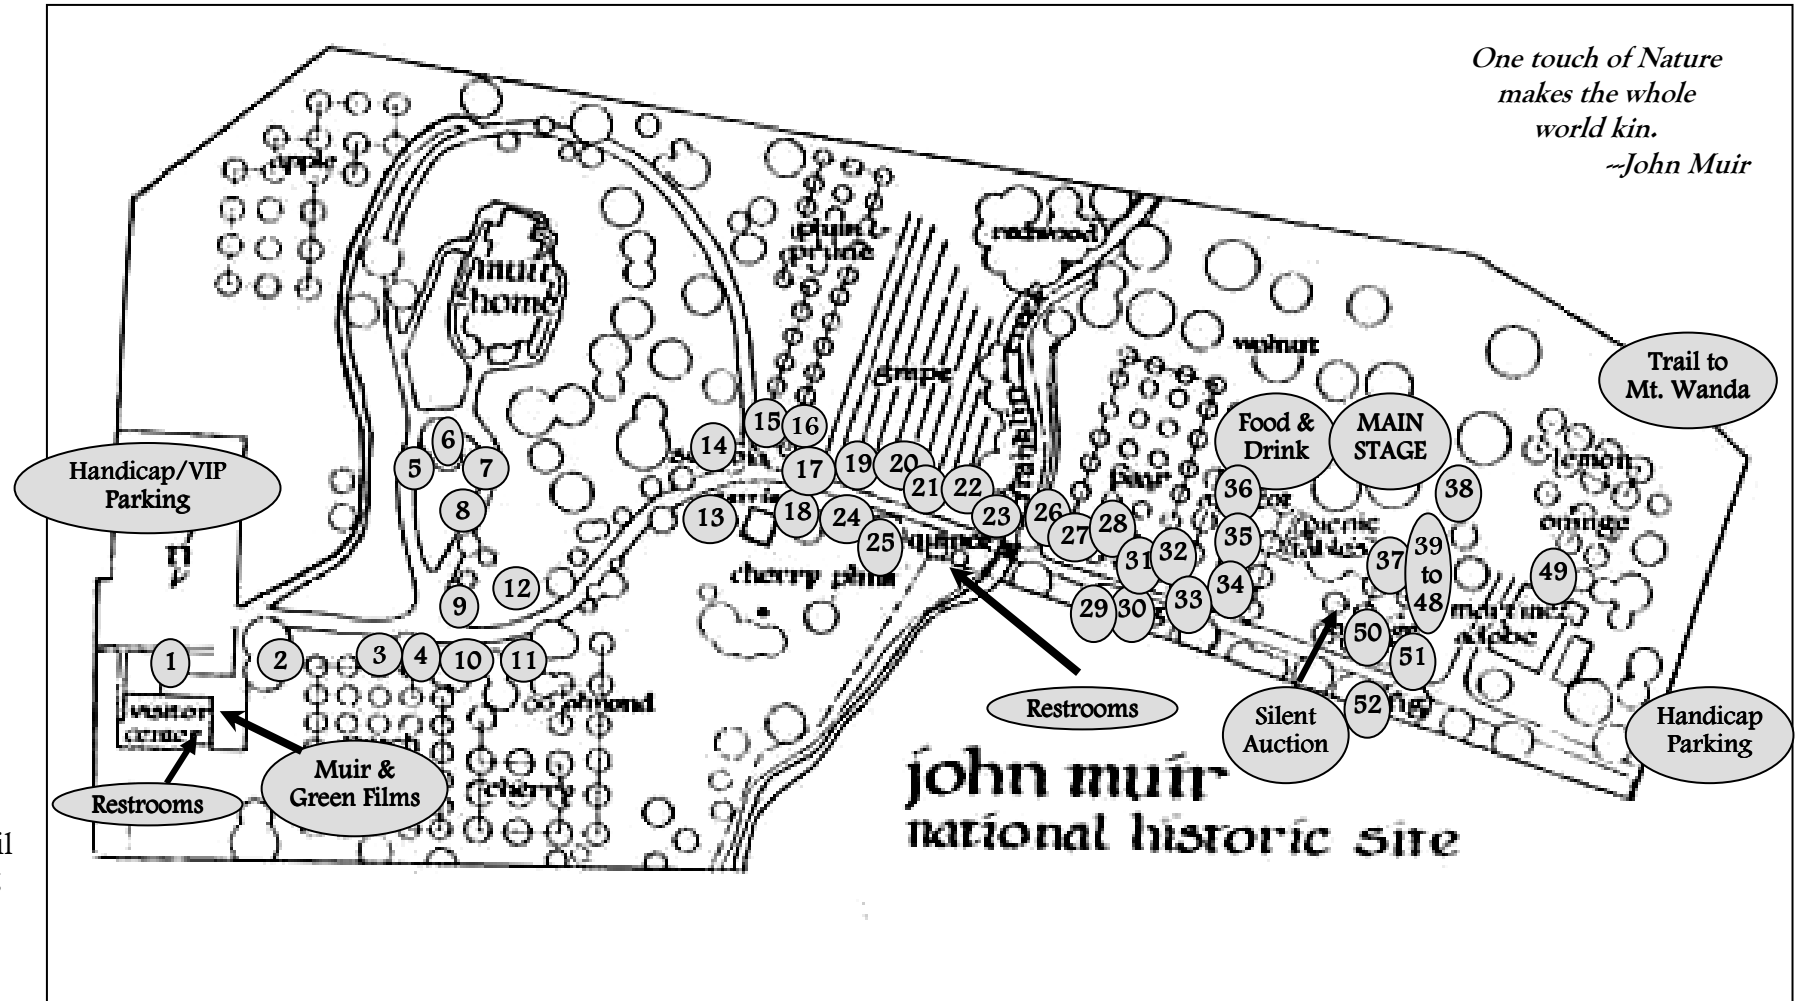 One touch of Nature
makes the whole
world kin.
~John Muir
apple
plum &
prune
redwood
muir
home
walnut
grape
franklin creek
Trail to
Mt. Wanda
Food &
Drink
MAIN
STAGE
Handicap/VIP
Parking
lemon
orange
pear
picnic
tables
quince
cherry plum
martinez
adobe
fig
almond
cherry
visitor
center
1
2
3
4
5
6
7
8
9
10
11
12
13
14
15
16
17
18
19
20
21
22
23
24
25
26
27
28
29
30
31
32
33
34
35
36
37
38
39
to
48
49
50
51
52
Restrooms
Silent
Auction
Handicap
Parking
Muir &
Green Films
Restrooms
john muir
national historic site
il